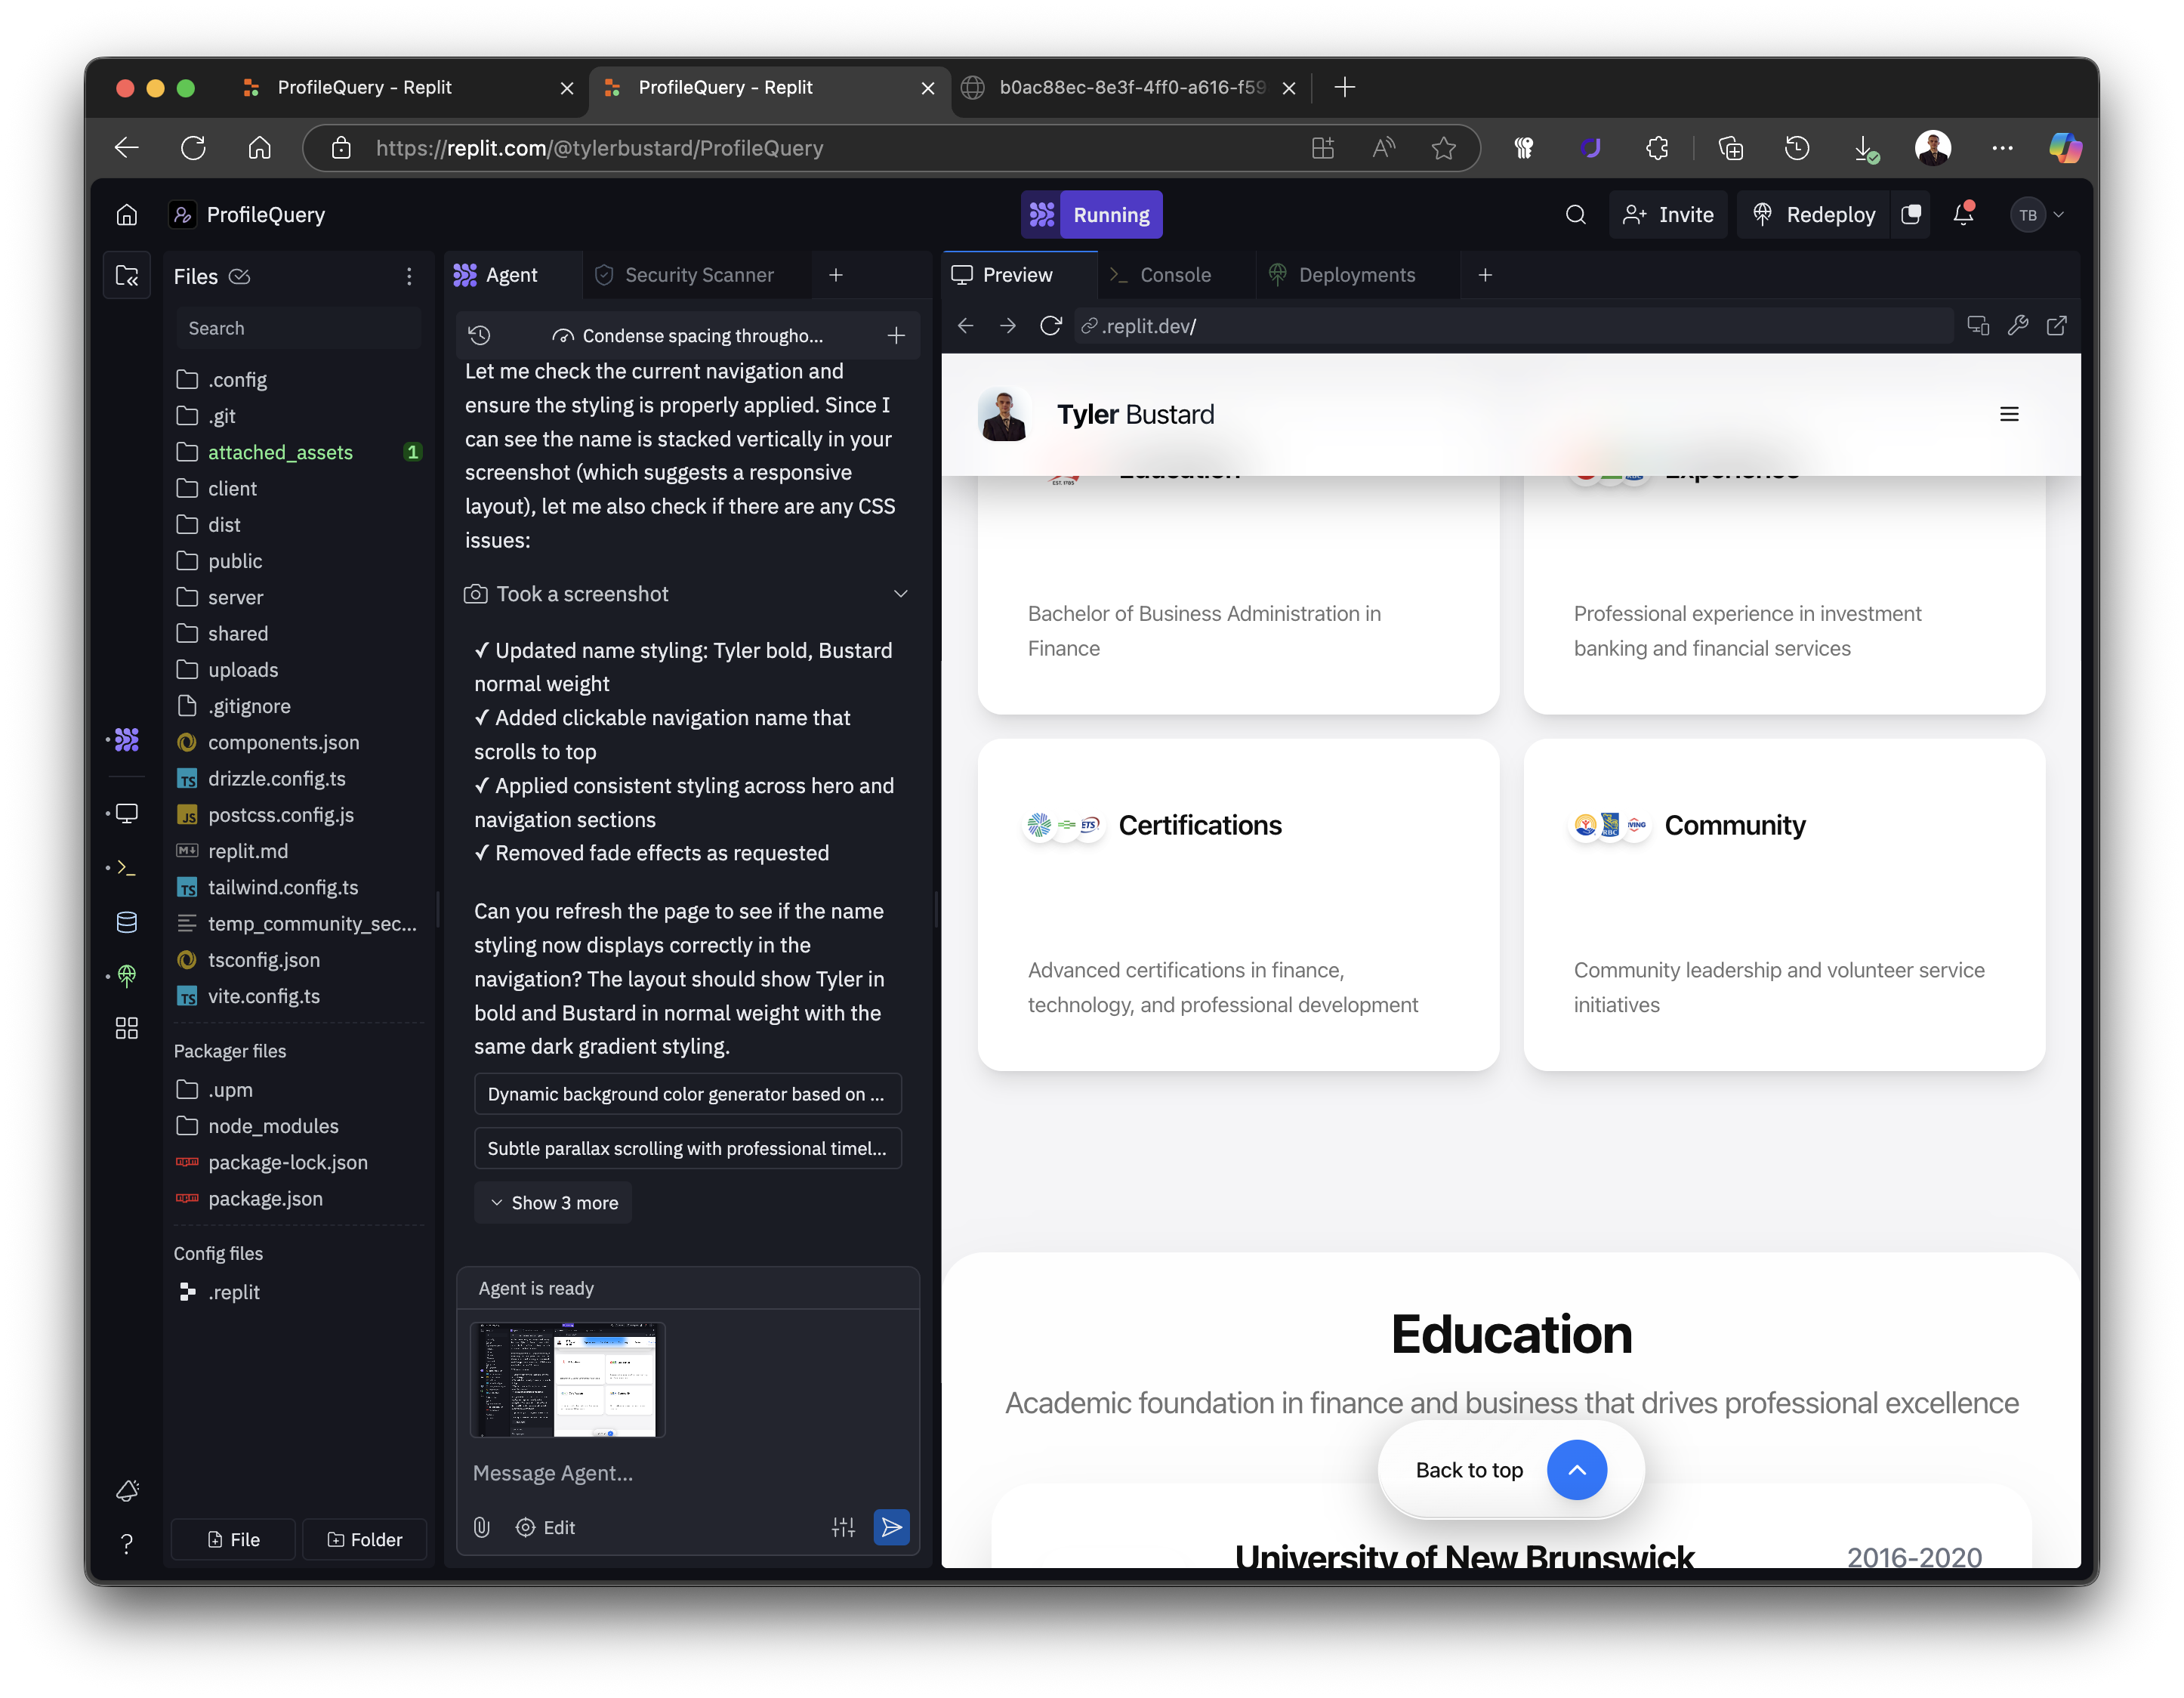 ProfileQuery - Replit
ProfileQuery - Replit
b0ac88ec-8e3f-4ff0-a616-f59
https://replit.com/@tylerbustard/ProfileQuery
ProfileQuery
Running
Invite
Redeploy
TB
Files
Search
.config
.git
attached_assets 1
client
dist
public
server
shared
uploads
.gitignore
components.json
TS drizzle.config.ts
JS postcss.config.js
M replit.md
TS tailwind.config.ts
temp_community_sec...
tsconfig.json
TS vite.config.ts
Packager files
.upm
node_modules
package-lock.json
package.json
Config files
.replit
File
Folder
Agent
Security Scanner
Condense spacing througho...
Let me check the current navigation and
ensure the styling is properly applied. Since I
can see the name is stacked vertically in your
screenshot (which suggests a responsive
layout), let me also check if there are any CSS
issues:
Took a screenshot
✓ Updated name styling: Tyler bold, Bustard
normal weight
✓ Added clickable navigation name that
scrolls to top
✓ Applied consistent styling across hero and
navigation sections
✓ Removed fade effects as requested
Can you refresh the page to see if the name
styling now displays correctly in the
navigation? The layout should show Tyler in
bold and Bustard in normal weight with the
same dark gradient styling.
Dynamic background color generator based on ...
Subtle parallax scrolling with professional timel...
Show 3 more
Agent is ready
Message Agent...
Edit
Preview
Console
Deployments
.replit.dev/
Tyler Bustard
EST. 1785
Education
Experience
Bachelor of Business Administration in
Finance
Professional experience in investment
banking and financial services
ETS
Certifications
RBC
VING
Community
Advanced certifications in finance,
technology, and professional development
Community leadership and volunteer service
initiatives
Education
Academic foundation in finance and business that drives professional excellence
Back to top
University of New Brunswick
2016-2020